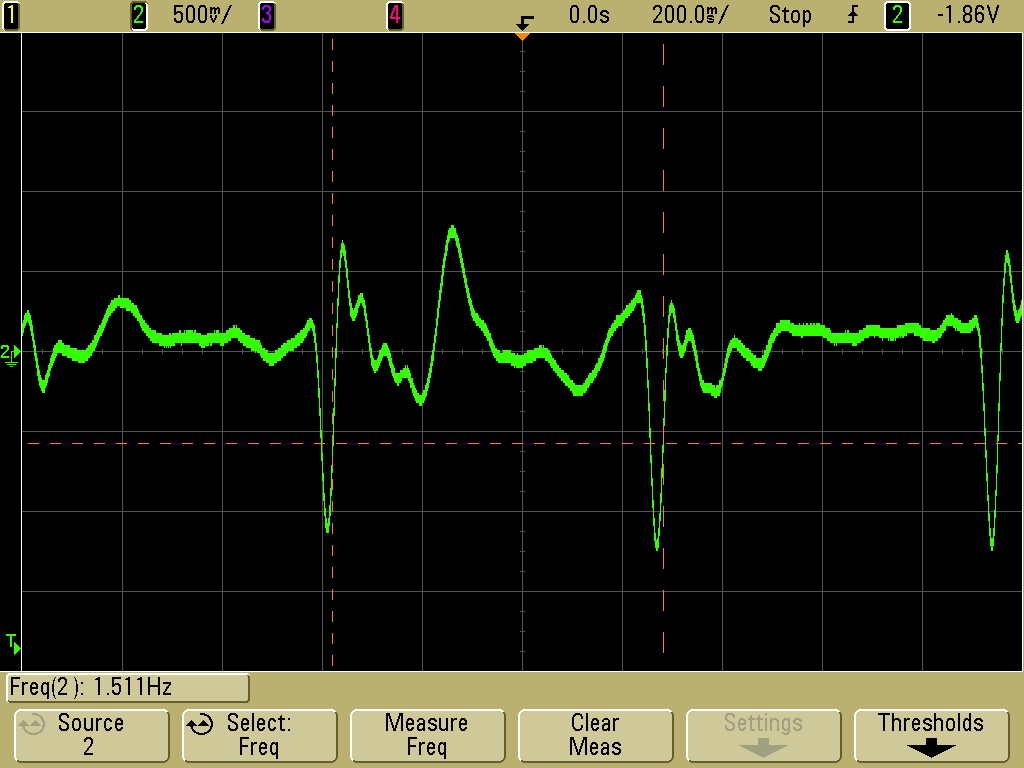 1 2 500mV/ 3 4 0.0s 200.0ms/ Stop 2 -1.86V
2
T
Freq(2): 1.511Hz
Source
2
Select:
Freq
Measure
Freq
Clear
Meas
Settings
Thresholds